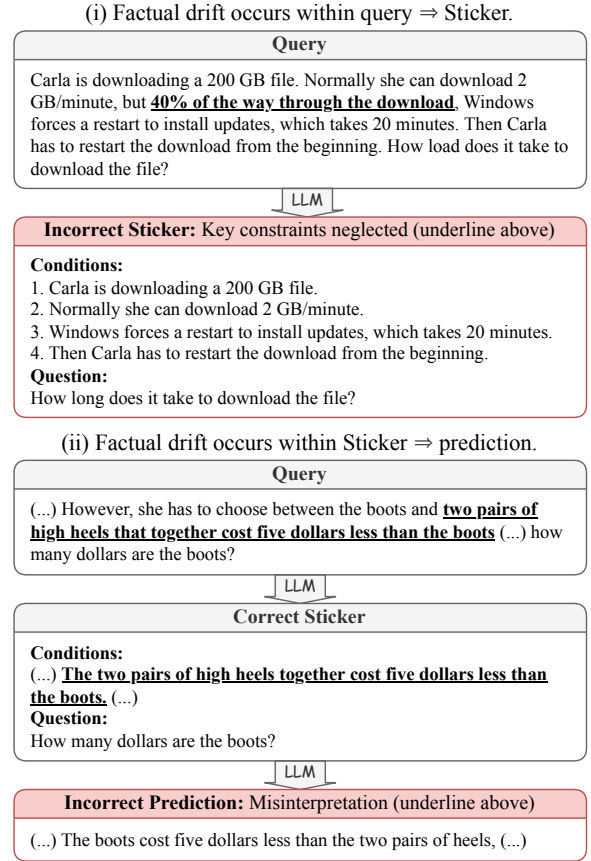 (i) Factual drift occurs within query ⇒ Sticker.
Query
Carla is downloading a 200 GB file. Normally she can download 2
GB/minute, but 40% of the way through the download, Windows
forces a restart to install updates, which takes 20 minutes. Then Carla
has to restart the download from the beginning. How load does it take to
download the file?
LLM
Incorrect Sticker: Key constraints neglected (underline above)
Conditions:
1. Carla is downloading a 200 GB file.
2. Normally she can download 2 GB/minute.
3. Windows forces a restart to install updates, which takes 20 minutes.
4. Then Carla has to restart the download from the beginning.
Question:
How long does it take to download the file?
(ii) Factual drift occurs within Sticker ⇒ prediction.
Query
(...) However, she has to choose between the boots and two pairs of
high heels that together cost five dollars less than the boots (...) how
many dollars are the boots?
LLM
Correct Sticker
Conditions:
(...) The two pairs of high heels together cost five dollars less than
the boots. (...)
Question:
How many dollars are the boots?
LLM
Incorrect Prediction: Misinterpretation (underline above)
(...) The boots cost five dollars less than the two pairs of heels, (...)